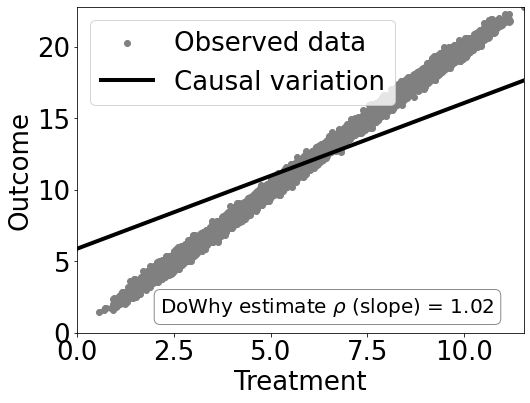 Observed data
Causal variation
20
15
10
5
0
0.0 2.5 5.0 7.5 10.0
Outcome
Treatment
DoWhy estimate ρ (slope) = 1.02